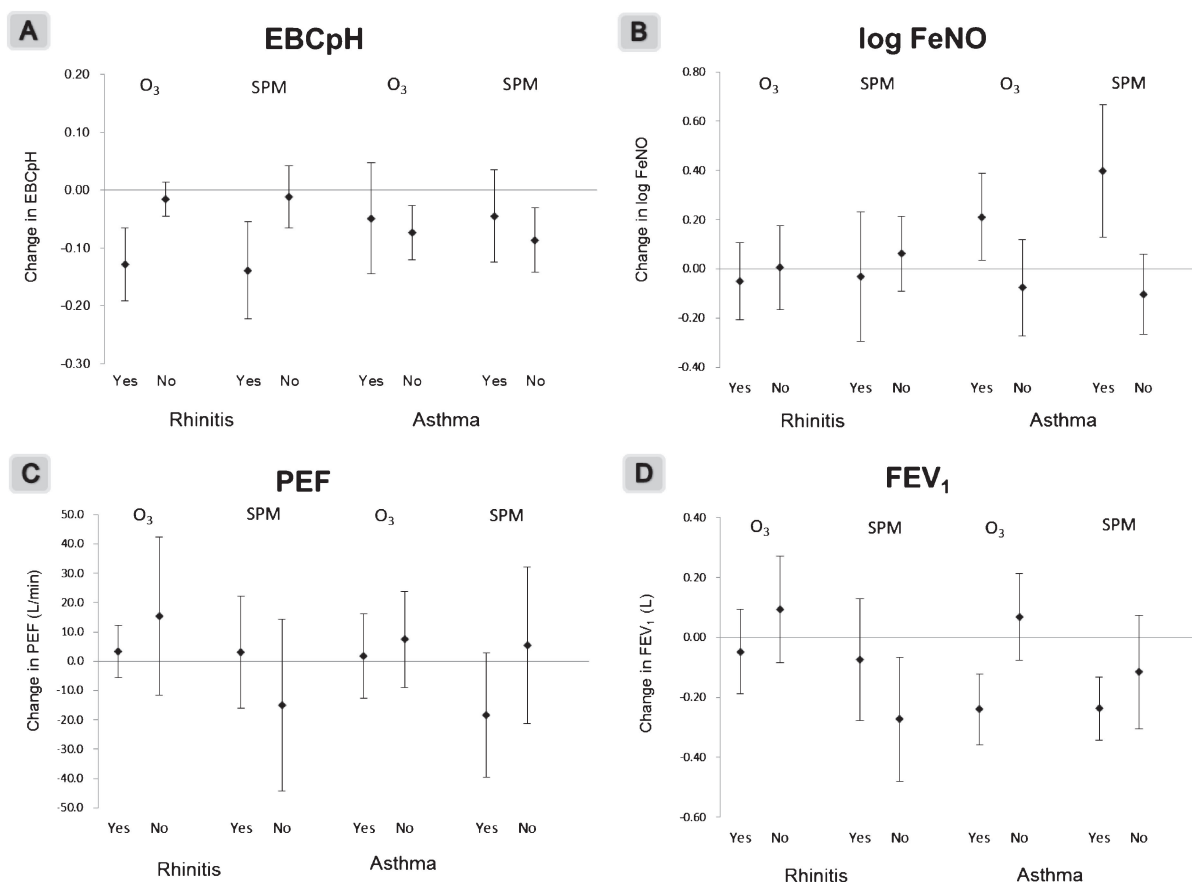 A
EBCpH
O3 SPM O3 SPM
Change in EBCpH
0.20
0.10
0.00
-0.10
-0.20
-0.30
Yes No Yes No Yes No Yes No
Rhinitis Asthma
B
log FeNO
O3 SPM O3 SPM
Change in log FeNO
0.80
0.60
0.40
0.20
0.00
-0.20
-0.40
Yes No Yes No Yes No Yes No
Rhinitis Asthma
C
PEF
O3 SPM O3 SPM
Change in PEF (L/min)
50.0
40.0
30.0
20.0
10.0
0.0
-10.0
-20.0
-30.0
-40.0
-50.0
Yes No Yes No Yes No Yes No
Rhinitis Asthma
D
FEV1
O3 SPM O3 SPM
Change in FEV1 (L)
0.40
0.20
0.00
-0.20
-0.40
-0.60
Yes No Yes No Yes No Yes No
Rhinitis Asthma